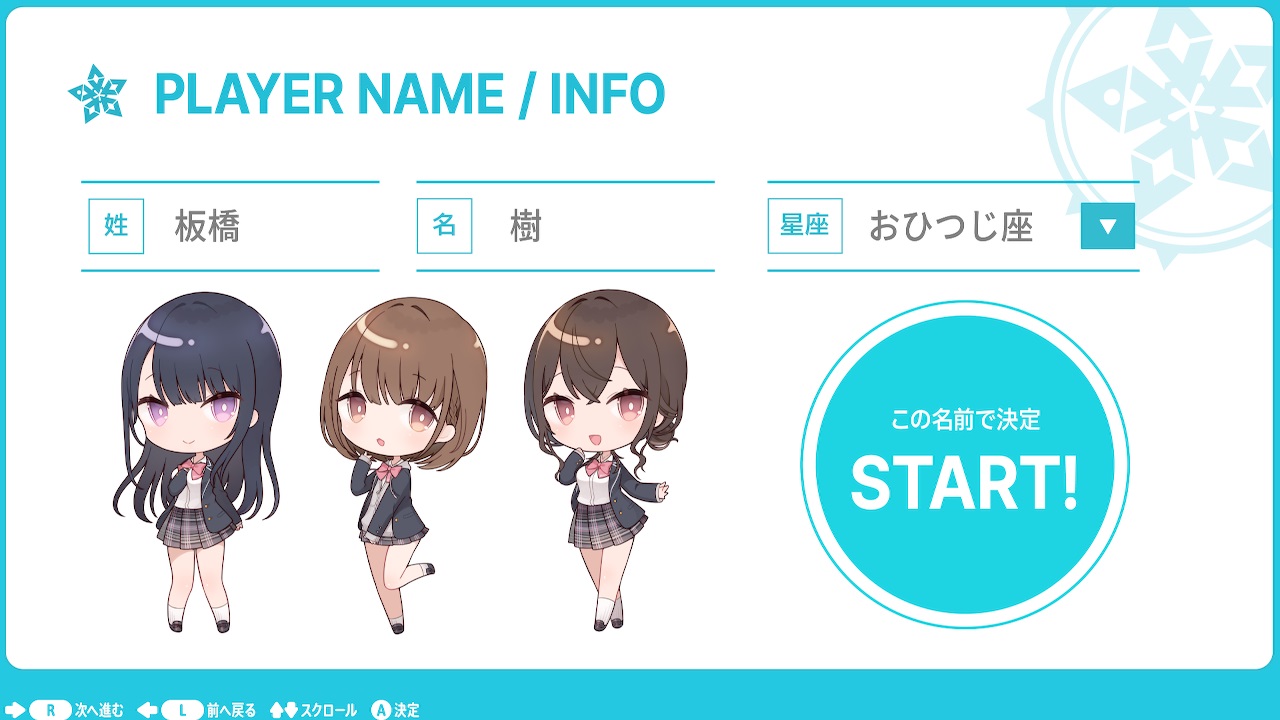 PLAYER NAME / INFO
姓 板橋
名 樹
星座 おひつじ座 ▼
この名前で決定
START!
R 次へ進む L 前へ戻る スクロール A 決定